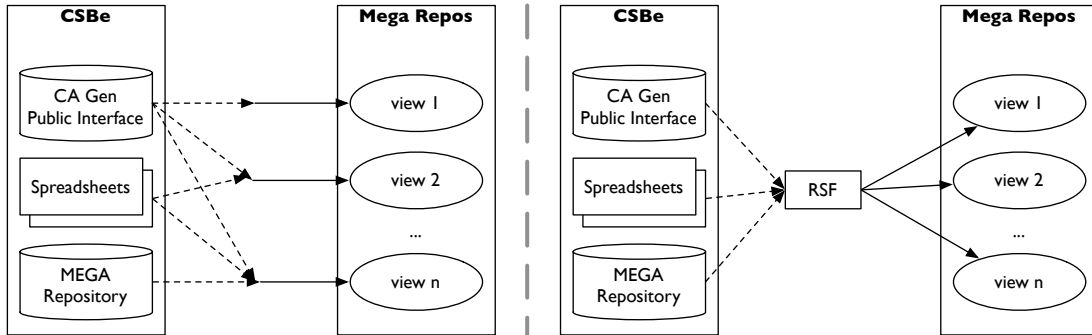 CSBe
CA Gen
Public Interface
Spreadsheets
MEGA
Repository
Mega Repos
view 1
view 2
...
view n
CSBe
CA Gen
Public Interface
Spreadsheets
MEGA
Repository
RSF
Mega Repos
view 1
view 2
...
view n